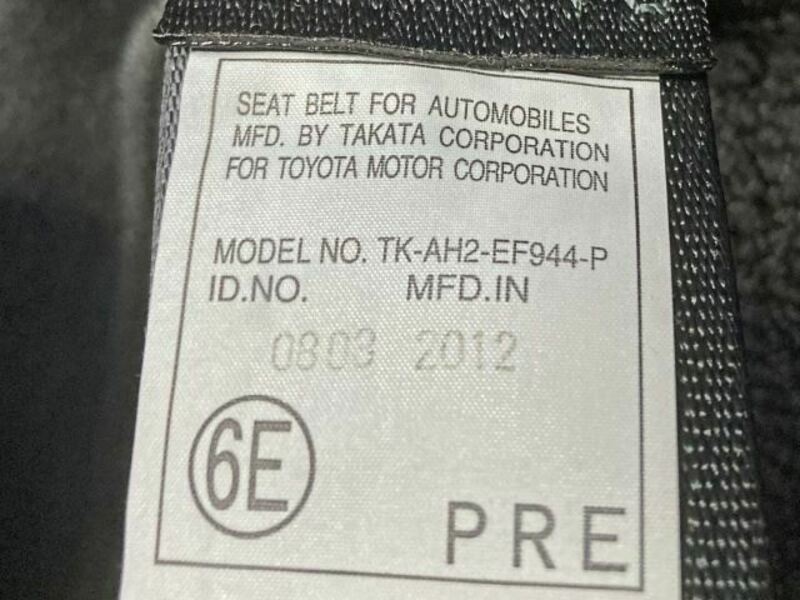 SEAT BELT FOR AUTOMOBILES
MFD. BY TAKATA CORPORATION
FOR TOYOTA MOTOR CORPORATION
MODEL NO. TK-AH2-EF944-P
ID.NO. MFD.IN
0803 2012
6E
PRE